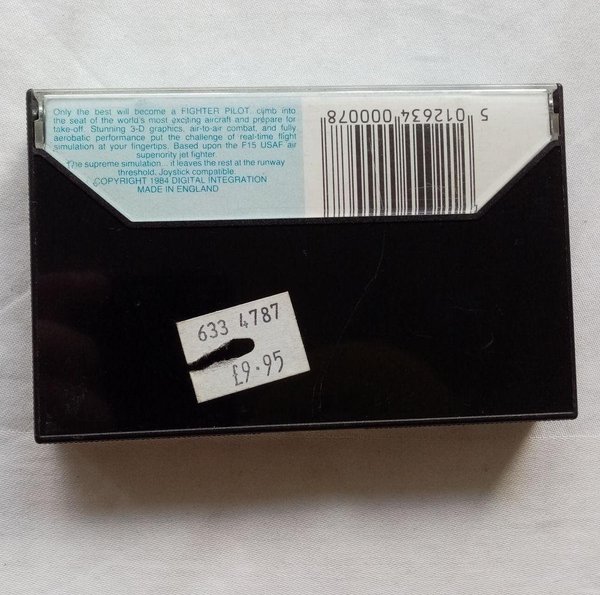 Only the best will become a FIGHTER PILOT, climb into
the seat of the world's most exciting aircraft and prepare for
take-off. Stunning 3-D graphics, air-to-air combat, and fully
aerobatic performance put the challenge of real-time flight
simulation at your fingertips. Based upon the F15 USAF air
superiority jet fighter.
The supreme simulation... it leaves the rest at the runway
threshold. Joystick compatible.
COPYRIGHT 1984 DIGITAL INTEGRATION
MADE IN ENGLAND
5 012634 000078
633 4787
£9.95